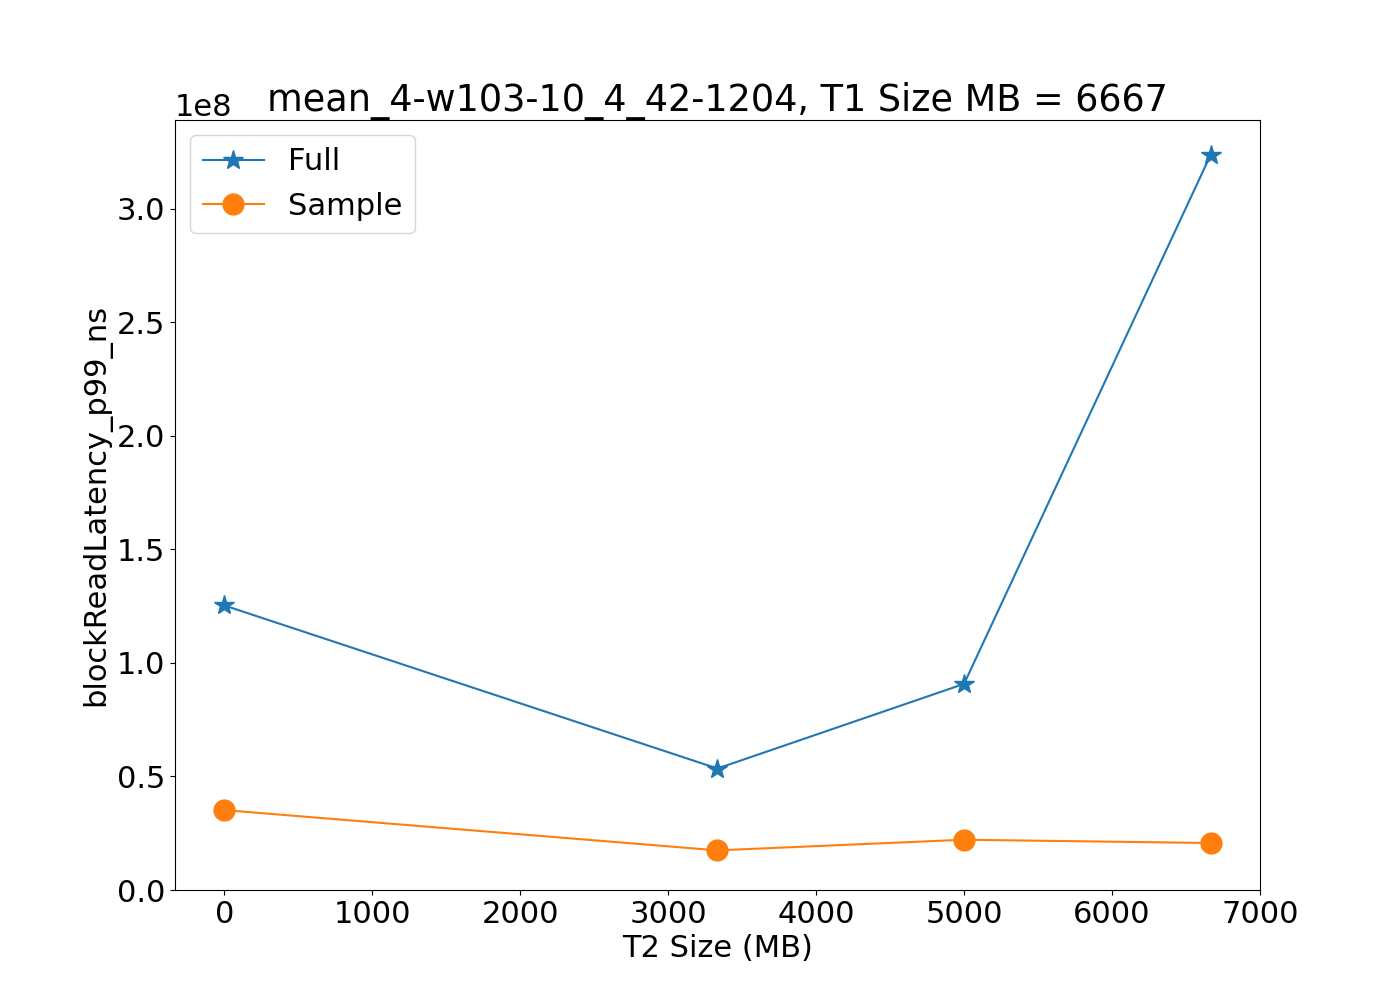 1e8
mean_4-w103-10_4_42-1204, T1 Size MB = 6667
Full
Sample
blockReadLatency_p99_ns
3.0
2.5
2.0
1.5
1.0
0.5
0.0
0 1000 2000 3000 4000 5000 6000 7000
T2 Size (MB)